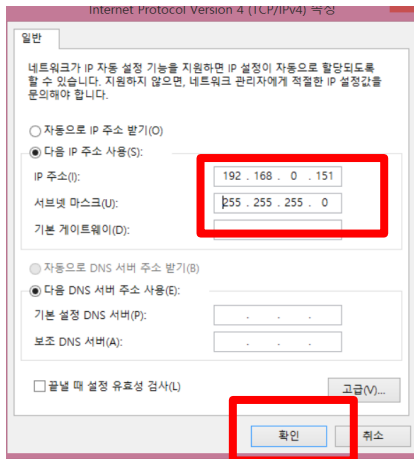 Internet Protocol Version 4 (TCP/IPv4) 속성
일반
네트워크가 IP 자동 설정 기능을 지원하면 IP 설정이 자동으로 할당되도록
할 수 있습니다. 지원하지 않으면, 네트워크 관리자에게 적절한 IP 설정값을
문의해야 합니다.
자동으로 IP 주소 받기(O)
다음 IP 주소 사용(S):
IP 주소(I): 192 . 168 . 0 . 151
서브넷 마스크(U): 255 . 255 . 255 . 0
기본 게이트웨이(D):
자동으로 DNS 서버 주소 받기(B)
다음 DNS 서버 주소 사용(E):
기본 설정 DNS 서버(P): . . .
보조 DNS 서버(A): . . .
끝낼 때 설정 유효성 검사(L)
고급(V)...
확인 취소